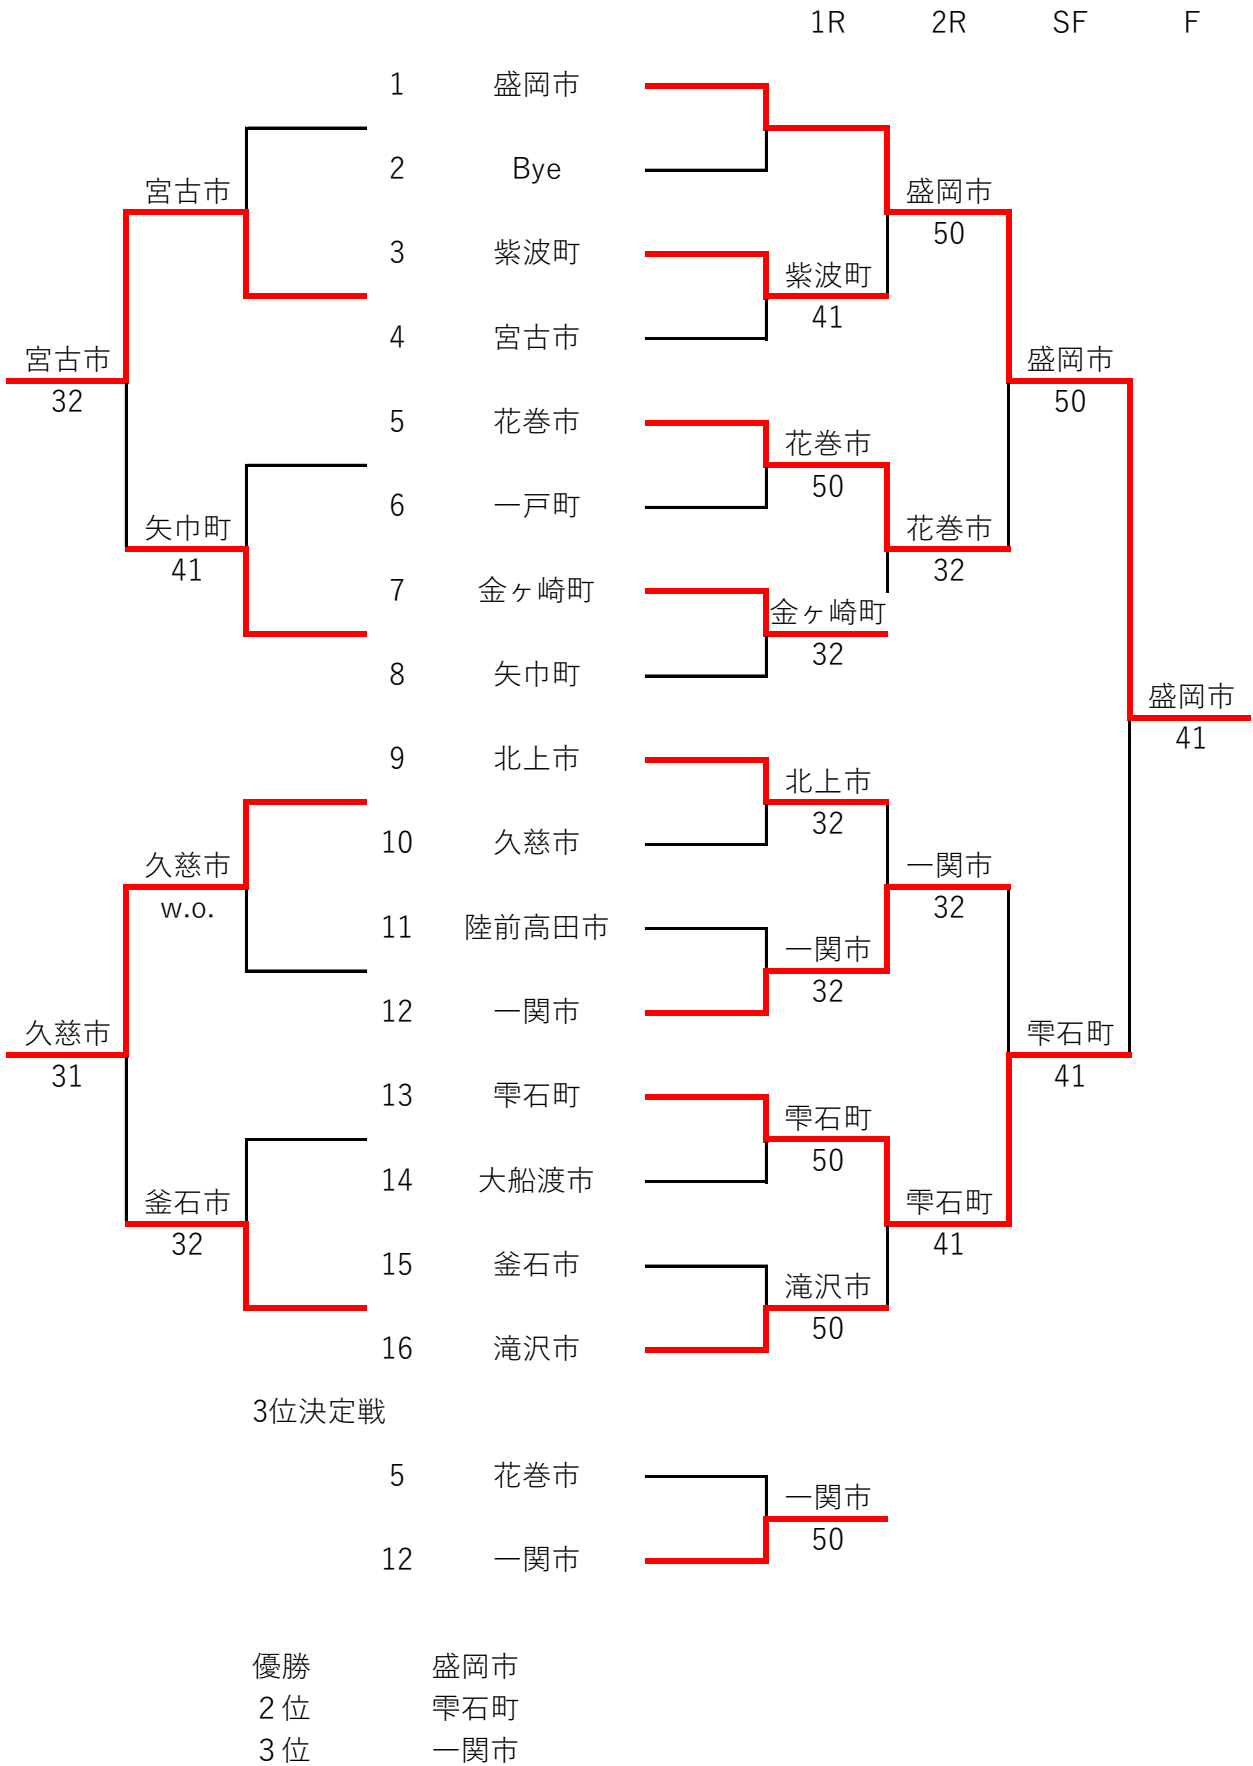 1R 2R SF F
1 盛岡市
2 Bye
宮古市 盛岡市
50
3 紫波町
紫波町
41
4 宮古市
宮古市 盛岡市
32 50
5 花巻市
花巻市
50
6 一戸町
矢巾町 花巻市
41 32
7 金ヶ崎町
金ヶ崎町
32
8 矢巾町
盛岡市
41
9 北上市
北上市
32
10 久慈市
久慈市 一関市
w.o. 32
11 陸前高田市
一関市
32
12 一関市
久慈市 雫石町
31 41
13 雫石町
雫石町
50
14 大船渡市
釜石市 雫石町
32 41
15 釜石市
滝沢市
50
16 滝沢市
3位決定戦
5 花巻市
一関市
50
12 一関市
優勝 盛岡市
2位 雫石町
3位 一関市